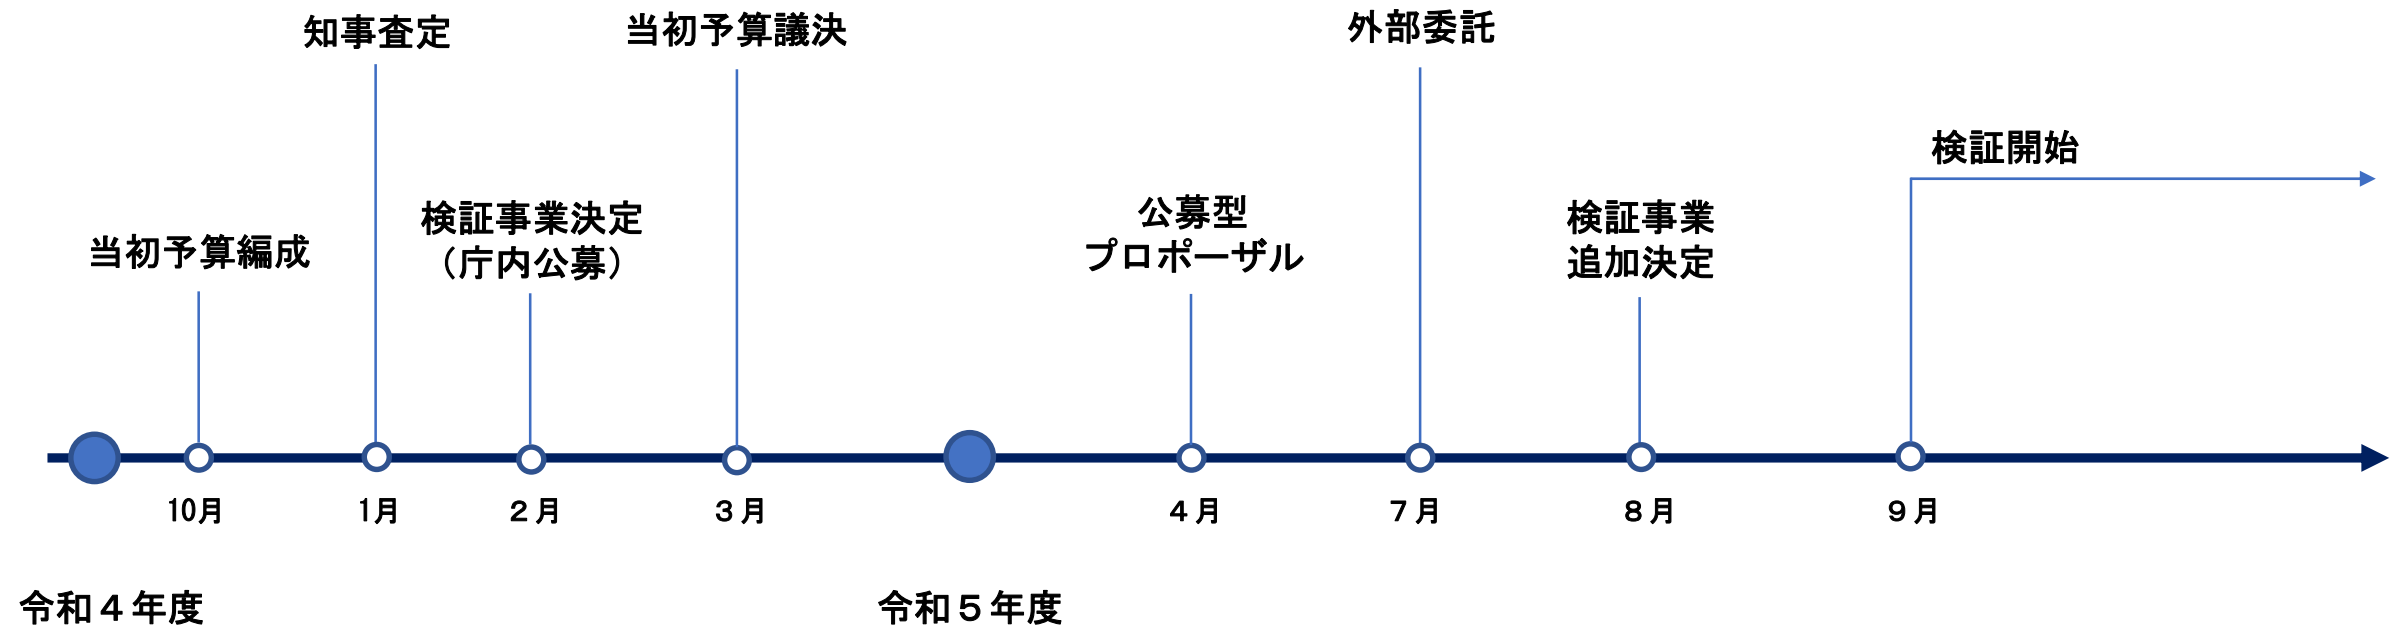 知事査定
当初予算議決
外部委託
検証開始
公募型
プロポーザル
検証事業決定
（庁内公募）
検証事業
追加決定
当初予算編成
10月
1月
２月
３月
４月
７月
８月
９月
令和４年度
令和５年度